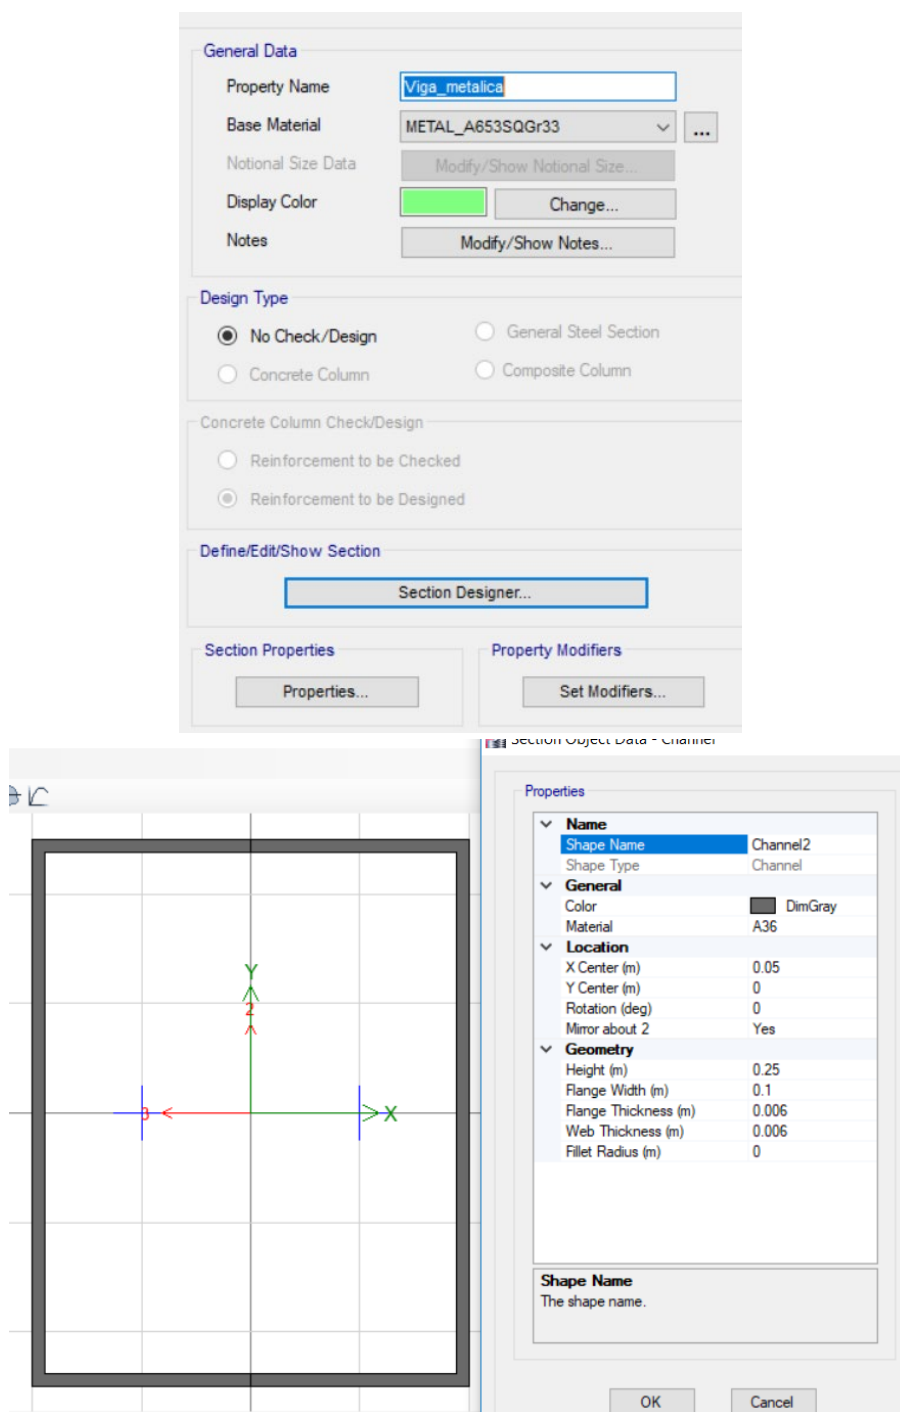 General Data
Property Name Viga_metalica
Base Material METAL_A653SQGr33 ...
Notional Size Data Modify/Show Notional Size...
Display Color Change...
Notes Modify/Show Notes...
Design Type
No Check/Design General Steel Section
Concrete Column Composite Column
Concrete Column Check/Design
Reinforcement to be Checked
Reinforcement to be Designed
Define/Edit/Show Section
Section Designer...
Section Properties Property Modifiers
Properties... Set Modifiers...
Section Object Data - Channel
Properties
Name
Shape Name Channel2
Shape Type Channel
General
Color DimGray
Material A36
Location
X Center (m) 0.05
Y Center (m) 0
Rotation (deg) 0
Mirror about 2 Yes
Geometry
Height (m) 0.25
Flange Width (m) 0.1
Flange Thickness (m) 0.006
Web Thickness (m) 0.006
Fillet Radius (m) 0
Shape Name
The shape name.
OK Cancel
Y
2
3 X